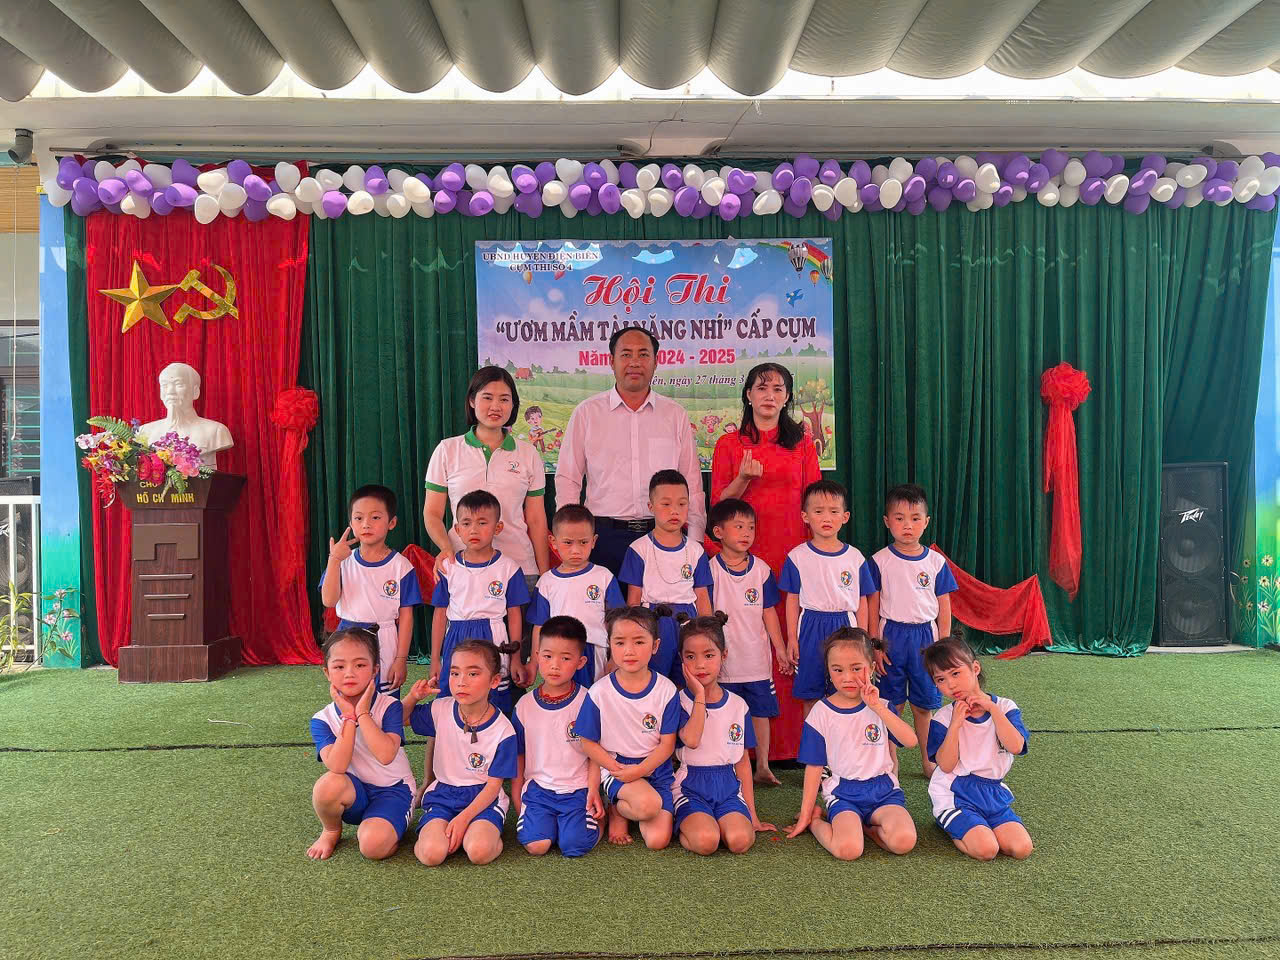 UBND HUYỆN ĐIỆN BIÊN
CỤM THI SỐ 4
Hội Thi
“ƯƠM MẦM TÀI NĂNG NHÍ” CẤP CỤM
Năm 2024 - 2025
ngày 27 tháng 3
HỒ CHÍ MINH
PEAVEY